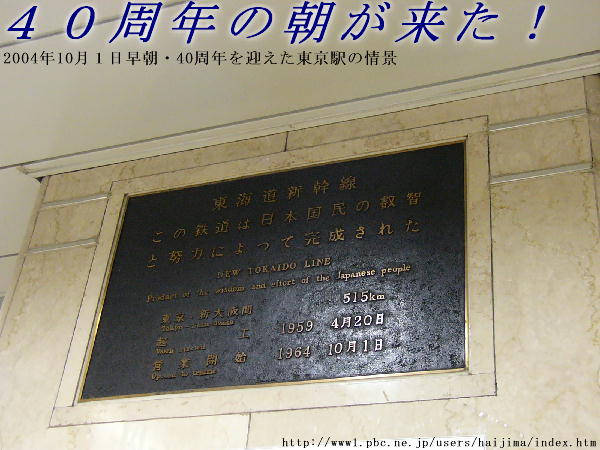 ４０周年の朝が来た！
2004年10月１日早朝・40周年を迎えた東京駅の情景
東海道新幹線
この鉄道は日本国民の叡智
と努力によって完成された
NEW TOKAIDO LINE
Product of the wisdom and effort of the Japanese people
東京 新大阪間 515km
Tokyo - Shin Osaka
起工 1959 4月20日
営業開始 1964 10月1日
Opened to traffic
http://www1.pbc.ne.jp/users/haijima/index.htm